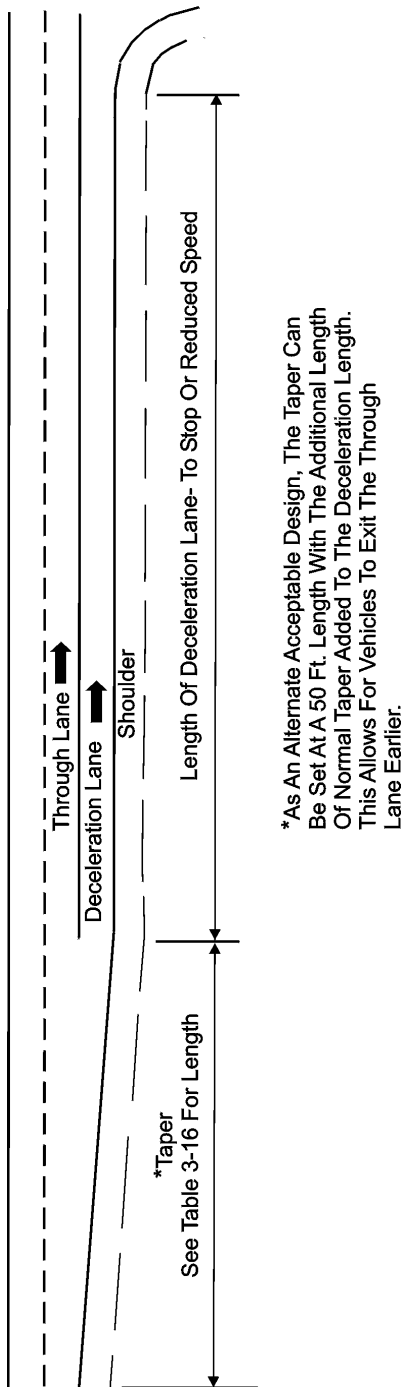 Through Lane
Deceleration Lane
Shoulder
*Taper
See Table 3-16 For Length
Length Of Deceleration Lane- To Stop Or Reduced Speed
*As An Alternate Acceptable Design, The Taper Can
Be Set At A 50 Ft. Length With The Additional Length
Of Normal Taper Added To The Deceleration Length.
This Allows For Vehicles To Exit The Through
Lane Earlier.